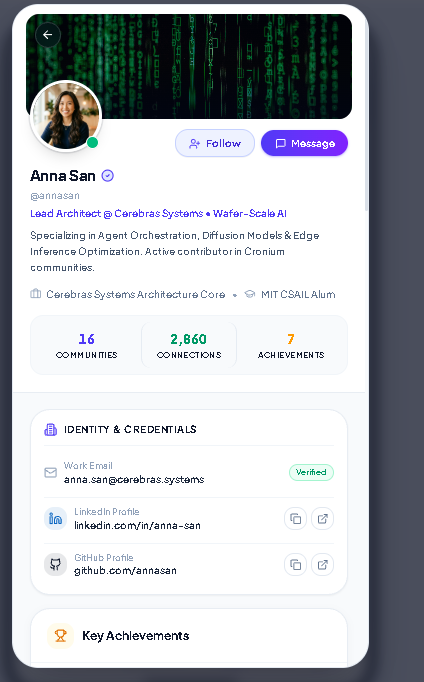 Follow
Message
Anna San
@annasan
Lead Architect @ Cerebras Systems • Wafer-Scale AI
Specializing in Agent Orchestration, Diffusion Models & Edge
Inference Optimization. Active contributor in Cronium
communities.
Cerebras Systems Architecture Core • MIT CSAIL Alum
16
COMMUNITIES
2,860
CONNECTIONS
7
ACHIEVEMENTS
IDENTITY & CREDENTIALS
Work Email
anna.san@cerebras.systems
Verified
LinkedIn Profile
linkedin.com/in/anna-san
GitHub Profile
github.com/annasan
Key Achievements